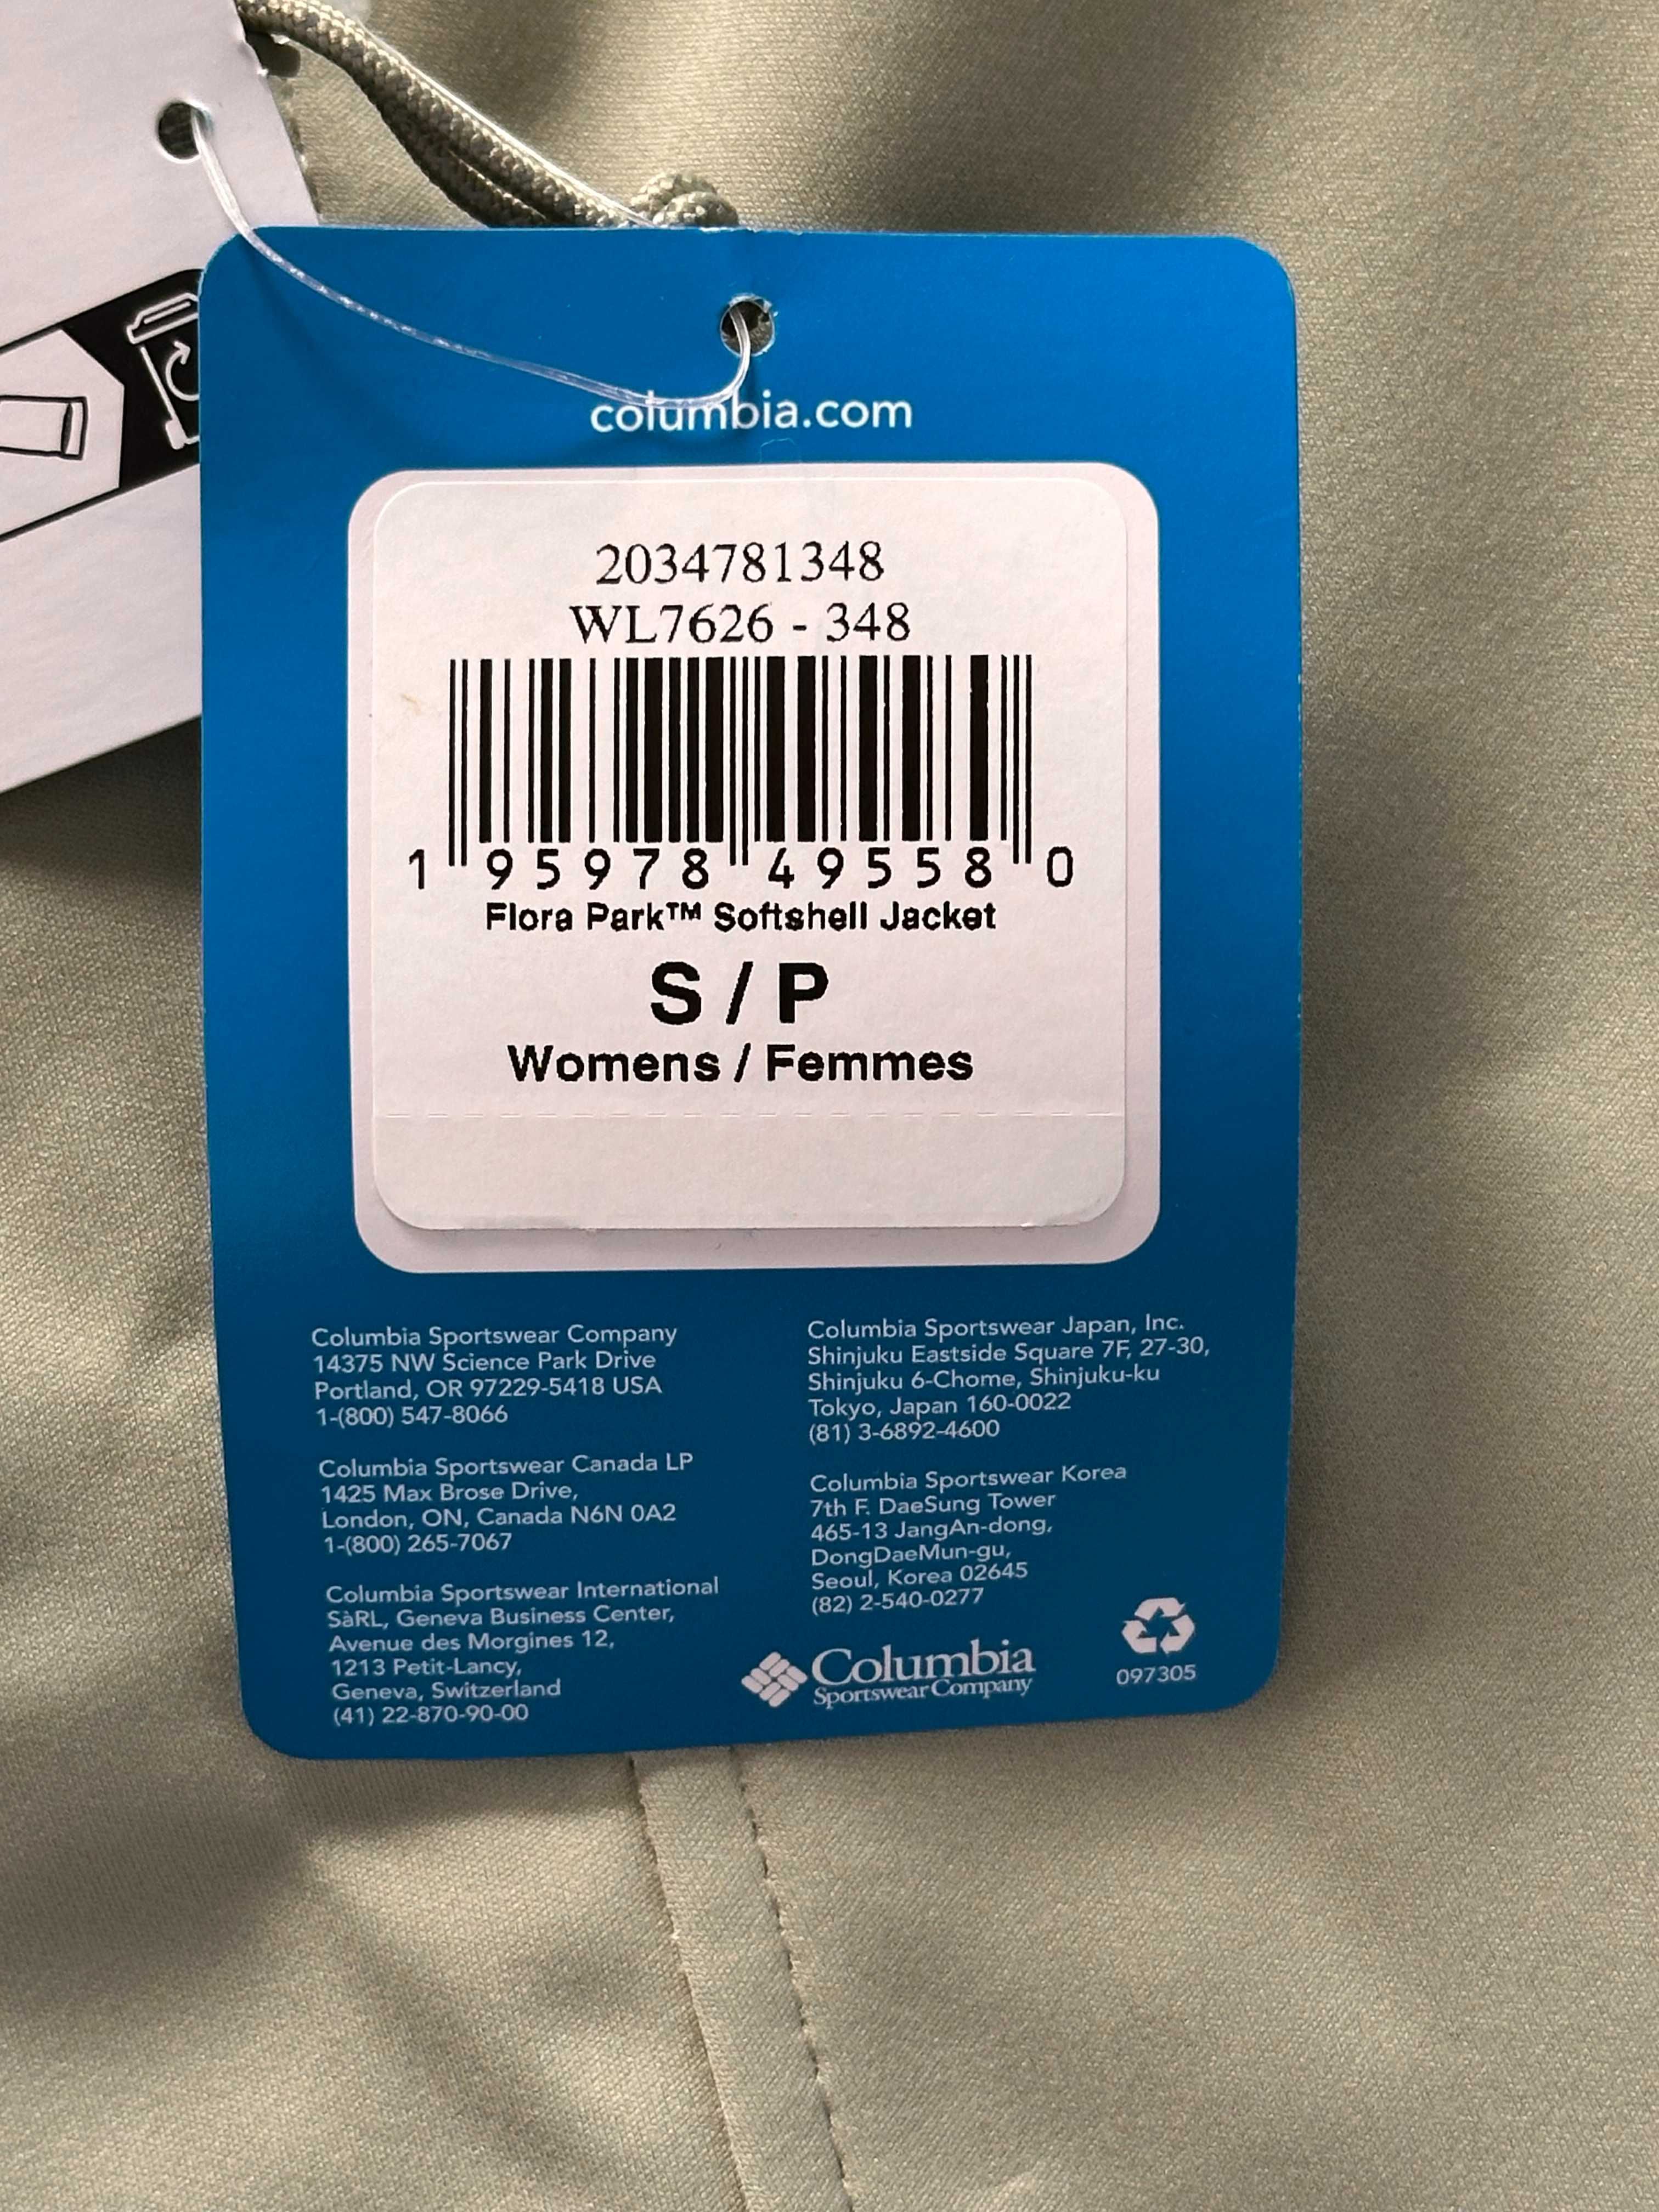 columbia.com
2034781348
WL7626 - 348
1 95978 49558 0
Flora Park™ Softshell Jacket
S / P
Womens / Femmes
Columbia Sportswear Company
14375 NW Science Park Drive
Portland, OR 97229-5418 USA
1-(800) 547-8066
Columbia Sportswear Canada LP
1425 Max Brose Drive,
London, ON, Canada N6N 0A2
1-(800) 265-7067
Columbia Sportswear International
SàRL, Geneva Business Center,
Avenue des Morgines 12,
1213 Petit-Lancy,
Geneva, Switzerland
(41) 22-870-90-00
Columbia Sportswear Japan, Inc.
Shinjuku Eastside Square 7F, 27-30,
Shinjuku 6-Chome, Shinjuku-ku
Tokyo, Japan 160-0022
(81) 3-6892-4600
Columbia Sportswear Korea
7th F. DaeSung Tower
465-13 JangAn-dong,
DongDaeMun-gu,
Seoul, Korea 02645
(82) 2-540-0277
Columbia
Sportswear Company
097305